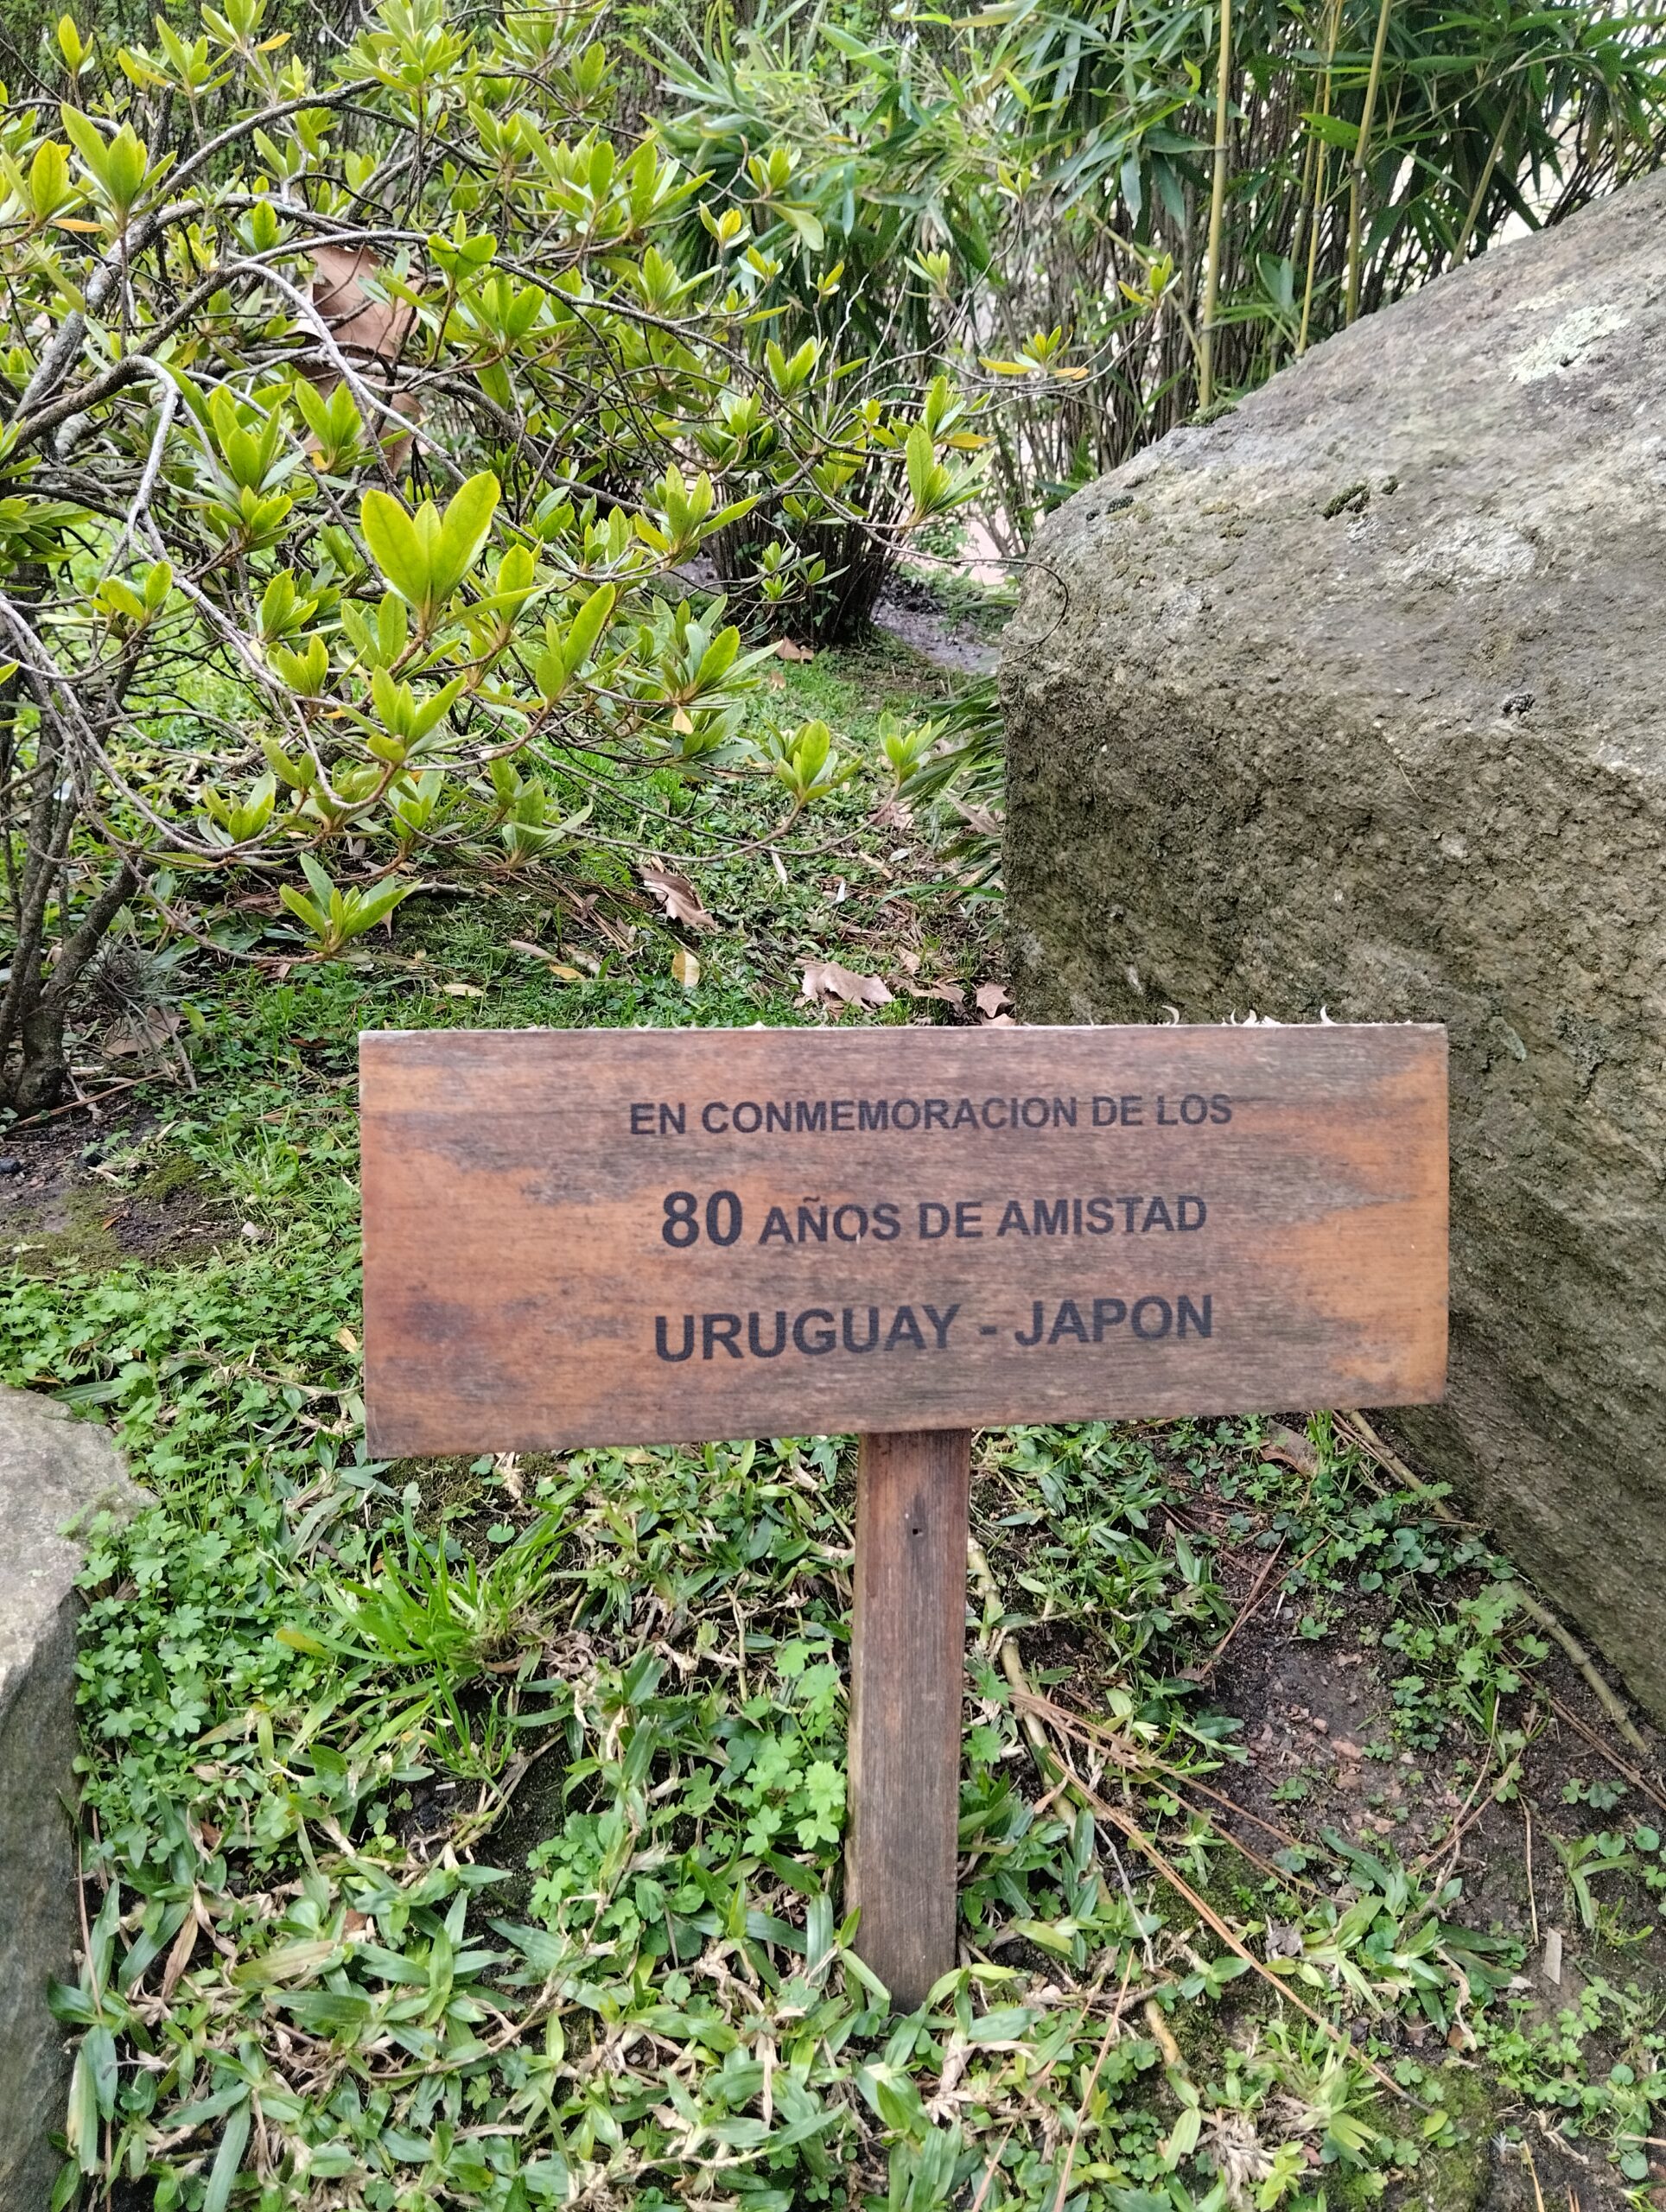 EN CONMEMORACION DE LOS
80 AÑOS DE AMISTAD
URUGUAY - JAPON